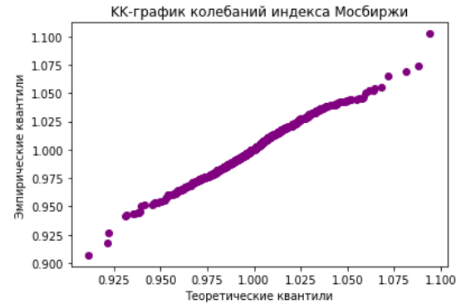 KK-график колебаний индекса Мосбиржи
1.100
1.075
1.050
1.025
1.000
0.975
0.950
0.925
0.900
Эмпирические квантили
0.925 0.950 0.975 1.000 1.025 1.050 1.075 1.100
Теоретические квантили